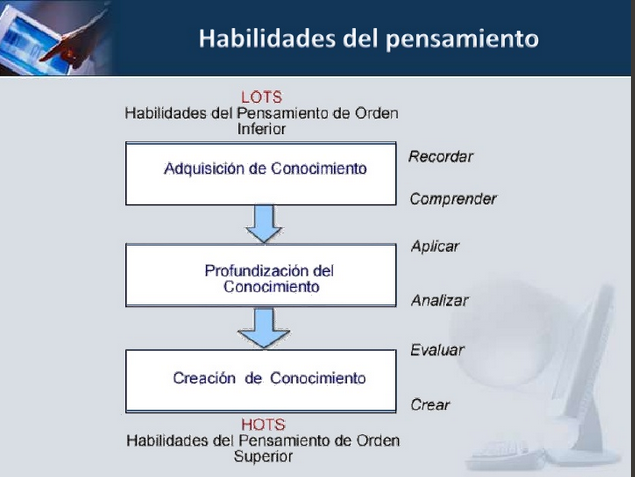 Habilidades del pensamiento
LOTS
Habilidades del Pensamiento de Orden
Inferior
Adquisición de Conocimiento
Recordar
Comprender
Profundización del
Conocimiento
Aplicar
Analizar
Creación de Conocimiento
Evaluar
Crear
HOTS
Habilidades del Pensamiento de Orden
Superior